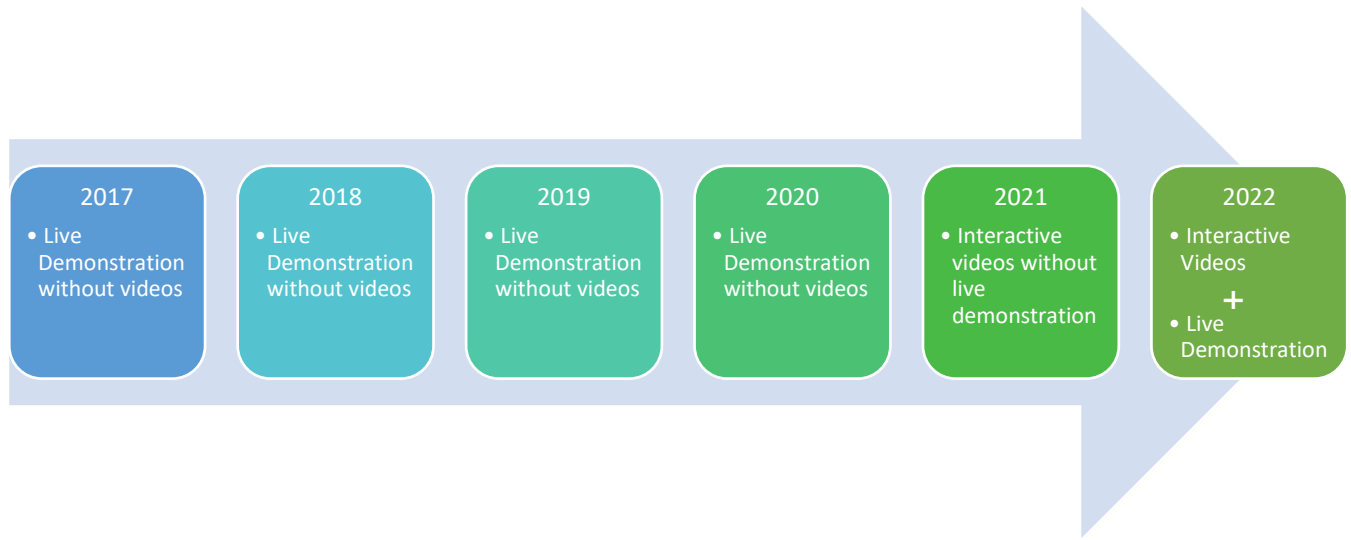 2017
• Live
Demonstration
without videos
2018
• Live
Demonstration
without videos
2019
• Live
Demonstration
without videos
2020
• Live
Demonstration
without videos
2021
• Interactive
videos without
live
demonstration
2022
• Interactive
Videos
+
• Live
Demonstration